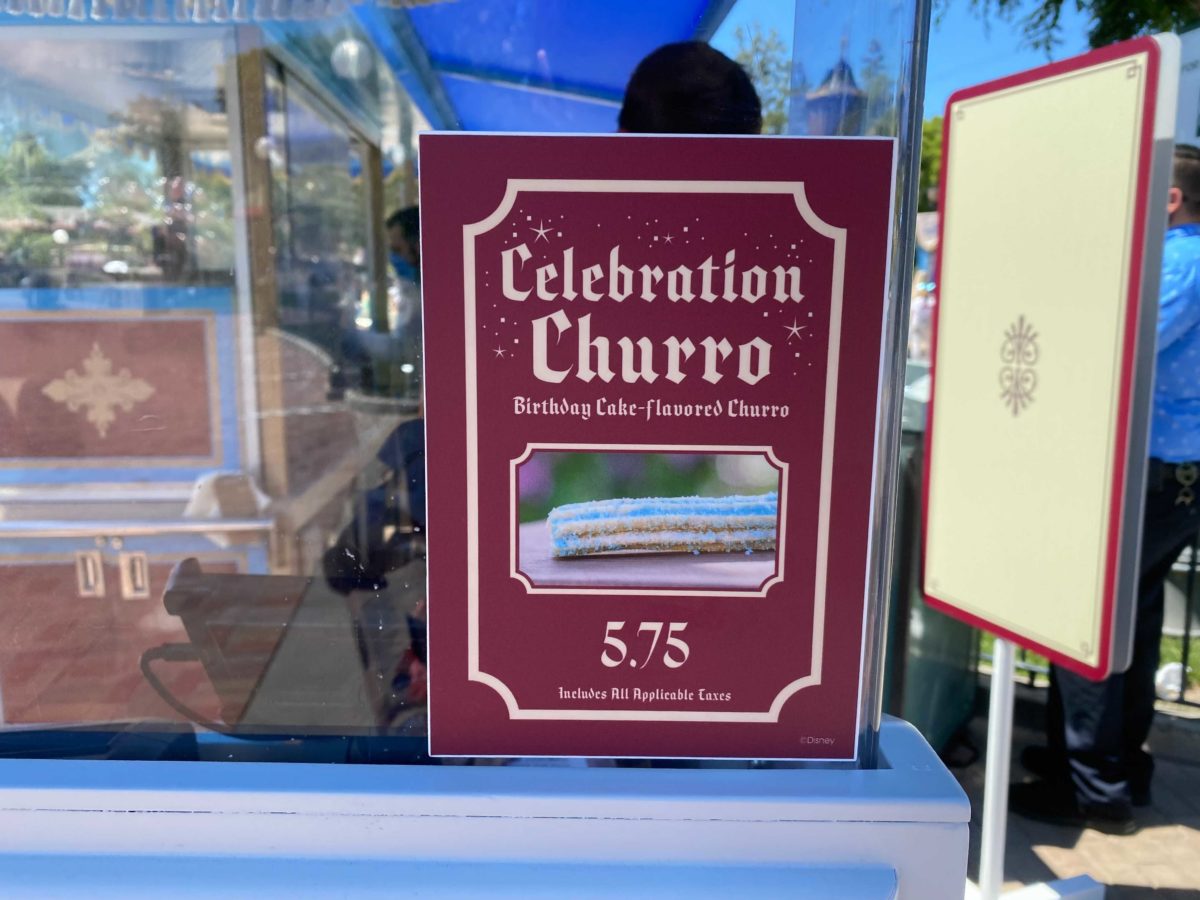 Celebration
Churro
Birthday Cake-flavored Churro
5.75
Includes All Applicable Taxes
©Disney